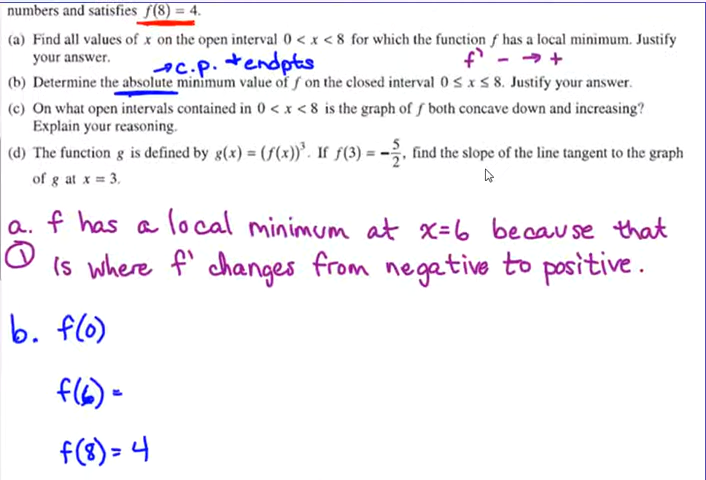 numbers and satisfies f(8) = 4.
(a) Find all values of x on the open interval 0 < x < 8 for which the function f has a local minimum. Justify
your answer.
→c.p. + endpts
f' - → +
(b) Determine the absolute minimum value of f on the closed interval 0 ≤ x ≤ 8. Justify your answer.
(c) On what open intervals contained in 0 < x < 8 is the graph of f both concave down and increasing?
Explain your reasoning.
(d) The function g is defined by g(x) = (f(x))³. If f(3) = -5/2, find the slope of the line tangent to the graph
of g at x = 3.
a. f has a local minimum at x=6 because that
① is where f' changes from negative to positive.
b. f(0)
f(6) =
f(8) = 4